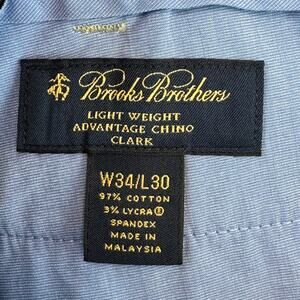 Brooks Brothers
LIGHT WEIGHT
ADVANTAGE CHINO
CLARK
W34/L30
97% COTTON
3% LYCRA®
SPANDEX
MADE IN
MALAYSIA